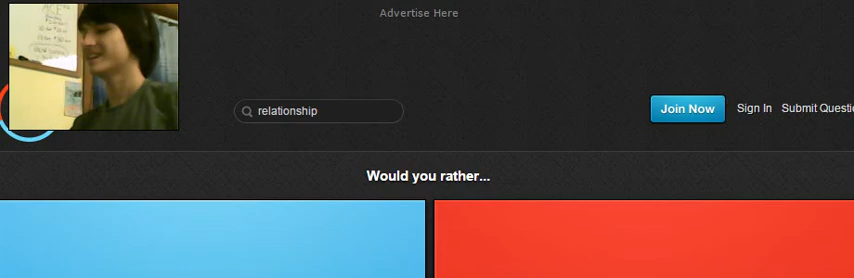 Advertise Here
relationship
Join Now
Sign In
Submit Questi
Would you rather...